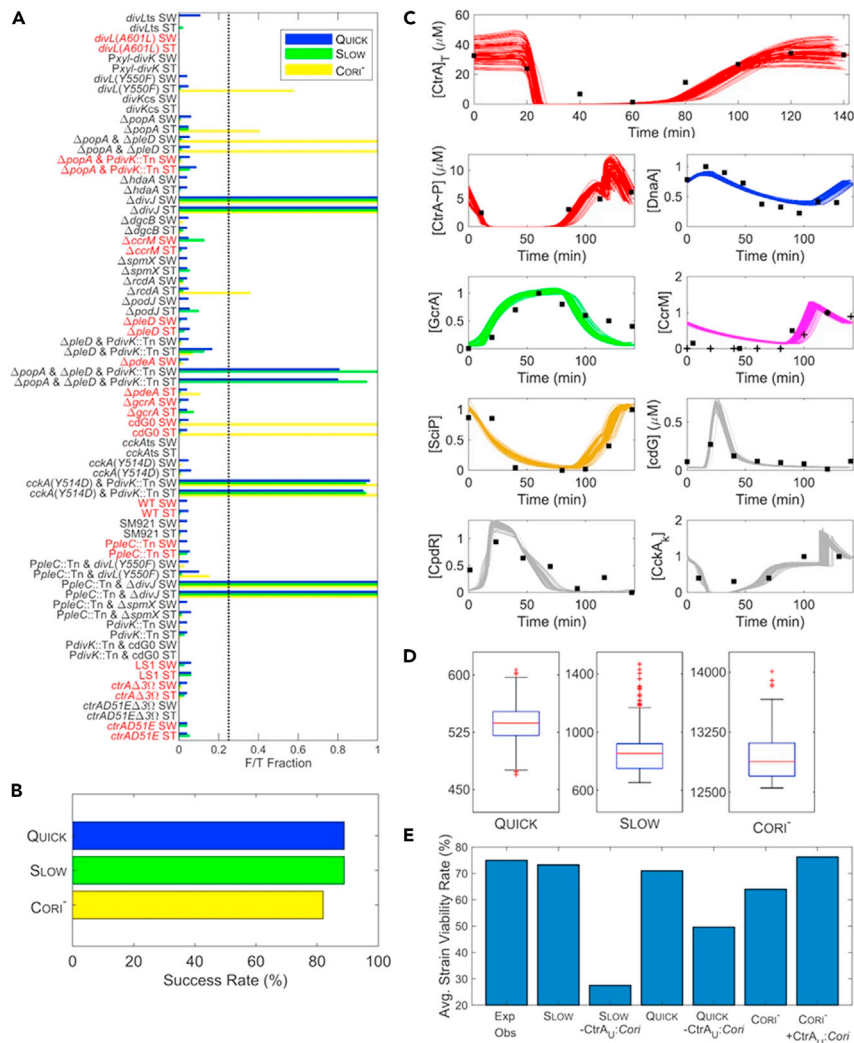 A
divLts SW
divLts ST
divL(A601L) SW
divL(A601L) ST
Pxyl-divK SW
Pxyl-divK ST
divL(Y550F) SW
divL(Y550F) ST
divKcs SW
divKcs ST
ΔpopA SW
ΔpopA ST
ΔpopA & ΔpleD SW
ΔpopA & ΔpleD ST
ΔpopA & PdivK::Tn SW
ΔpopA & PdivK::Tn ST
ΔhdaA SW
ΔhdaA ST
ΔdivJ SW
ΔdivJ ST
ΔdgcB SW
ΔdgcB ST
ΔccrM SW
ΔccrM ST
ΔspmX SW
ΔspmX ST
ΔrcdA SW
ΔrcdA ST
ΔpodJ SW
ΔpodJ ST
ΔpleD SW
ΔpleD ST
ΔpleD & PdivK::Tn SW
ΔpleD & PdivK::Tn ST
ΔpdeA SW
ΔpopA & ΔpleD & PdivK::Tn SW
ΔpopA & ΔpleD & PdivK::Tn ST
ΔpdeA ST
ΔgcrA SW
ΔgcrA ST
cdG0 SW
cdG0 ST
cckAts SW
cckAts ST
cckA(Y514D) SW
cckA(Y514D) ST
cckA(Y514D) & PdivK::Tn SW
cckA(Y514D) & PdivK::Tn ST
WT SW
WT ST
SM921 SW
SM921 ST
PpleC::Tn SW
PpleC::Tn ST
PpleC::Tn & divL(Y550F) SW
PpleC::Tn & divL(Y550F) ST
PpleC::Tn & ΔdivJ SW
PpleC::Tn & ΔdivJ ST
PpleC::Tn & ΔspmX SW
PpleC::Tn & ΔspmX ST
PdivK::Tn SW
PdivK::Tn ST
PdivK::Tn & cdG0 SW
PdivK::Tn & cdG0 ST
LS1 SW
LS1 ST
ctrAΔ3Ω SW
ctrAΔ3Ω ST
ctrAD51EΔ3Ω SW
ctrAD51EΔ3Ω ST
ctrAD51E SW
ctrAD51E ST
0 0.2 0.4 0.6 0.8 1
F/T Fraction
QUICK
SLOW
CORI-
B
QUICK
SLOW
CORI-
0 20 40 60 80 100
Success Rate (%)
C
[CtrA]T (μM)
60
40
20
0
0 20 40 60 80 100 120 140
Time (min)
[CtrA~P] (μM)
10
5
0
0 50 100
Time (min)
[DnaA]
1
0.5
0
0 50 100
Time (min)
[GcrA]
1
0.5
0
0 50 100
Time (min)
[CcrM]
2
1
0
0 50 100
Time (min)
[SciP]
1
0.5
0
0 50 100
Time (min)
[cdG] (μM)
0.5
0
0 50 100
Time (min)
[CpdR]
1
0.5
0
0 50 100
Time (min)
[CckAk]
2
1
0
0 50 100
Time (min)
D
600
525
450
QUICK
1400
1000
600
SLOW
14000
13250
12500
CORI-
E
Avg. Strain Viability Rate (%)
80
70
60
50
40
30
20
Exp
Obs
SLOW
SLOW
-CtrAU:Cori
QUICK
QUICK
-CtrAU:Cori
CORI-
CORI-
+CtrAU:Cori